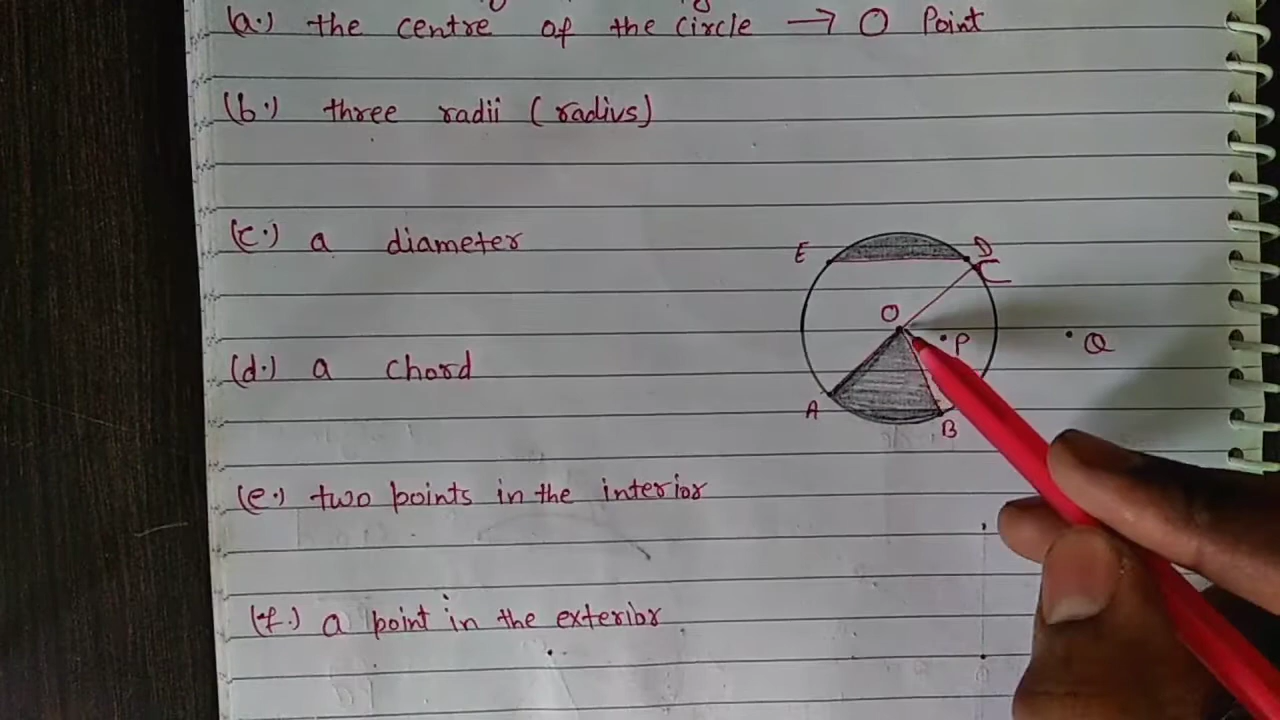 (a.) the centre of the circle → O Point
(b.) three radii (radius)
(c.) a diameter
E
D
C
O
P
Q
(d.) a chord
A
B
(e.) two points in the interior
(f.) a point in the exterior